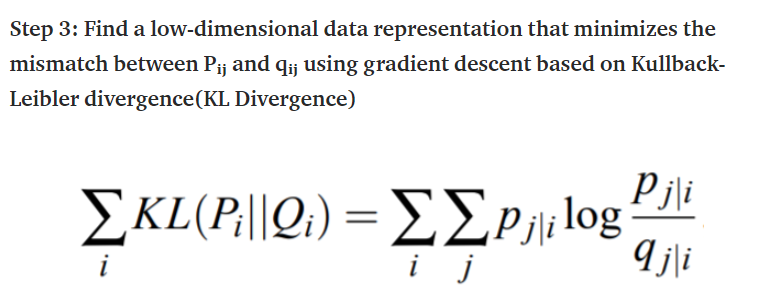 Step 3: Find a low-dimensional data representation that minimizes the
mismatch between Pᵢⱼ and qᵢⱼ using gradient descent based on Kullback-
Leibler divergence(KL Divergence)
∑ᵢ KL(Pᵢ||Qᵢ) = ∑ᵢ ∑ⱼ pⱼ|ᵢ log pⱼ|ᵢ / qⱼ|ᵢ